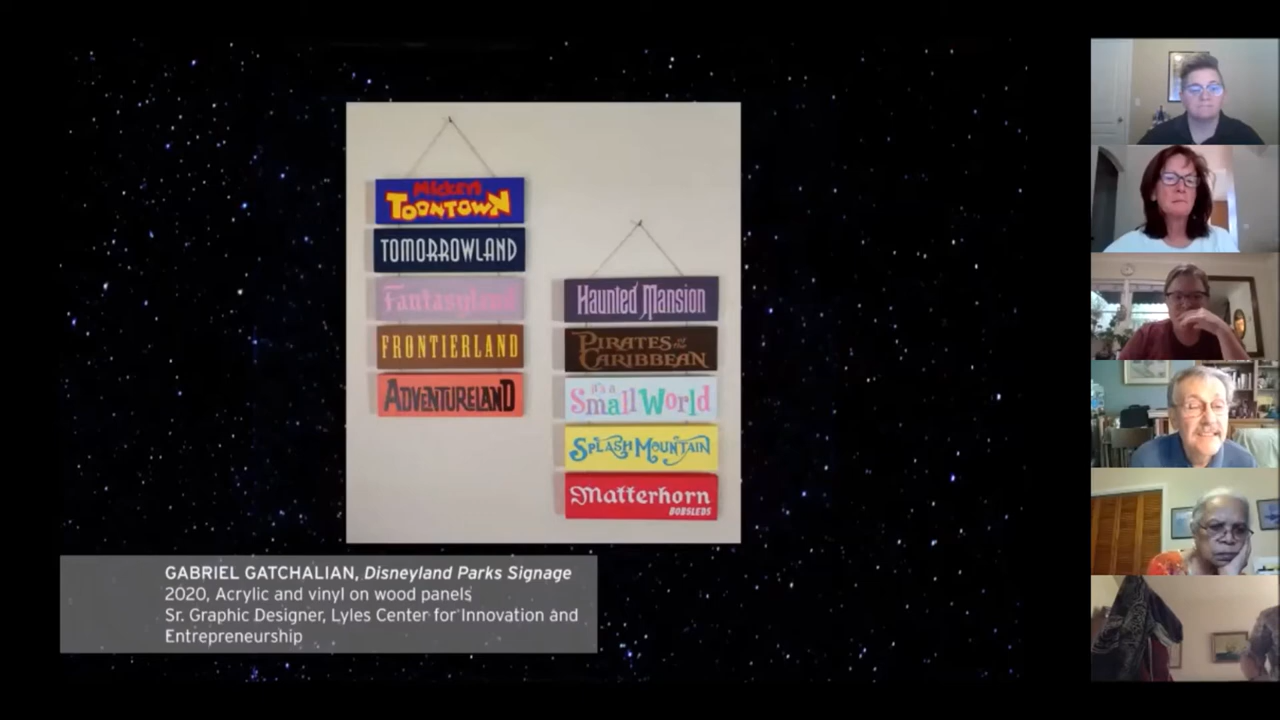 Mickey's
TOONTOWN
TOMORROWLAND
Fantasyland
FRONTIERLAND
ADVENTURELAND
Haunted Mansion
PIRATES of the
CARIBBEAN
it's a
Small World
SPLASH MOUNTAIN
Matterhorn
BOBSLEDS
GABRIEL GATCHALIAN, Disneyland Parks Signage
2020, Acrylic and vinyl on wood panels
Sr. Graphic Designer, Lyles Center for Innovation and
Entrepreneurship